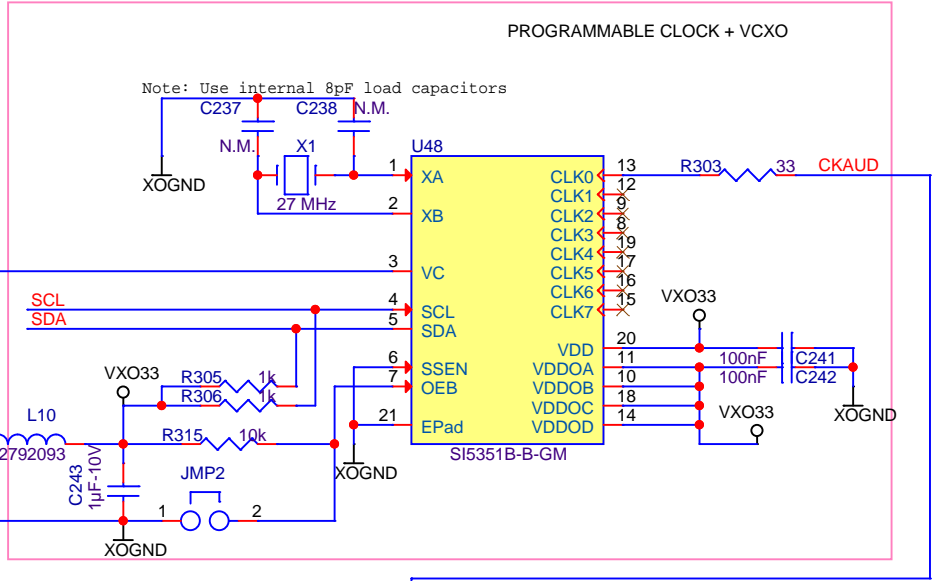 PROGRAMMABLE CLOCK + VCXO
Note: Use internal 8pF load capacitors
C237
C238
N.M.
N.M.
X1
27 MHz
XOGND
U48
1
XA
2
XB
3
VC
4
SCL
5
SDA
6
SSEN
7
OEB
21
EPad
CLK0
13
CLK1
12
CLK2
9
CLK3
8
CLK4
19
CLK5
17
CLK6
16
CLK7
15
VDD
20
VDDOA
11
VDDOB
10
VDDOC
18
VDDOD
14
SI5351B-B-GM
R303
33
CKAUD
SCL
SDA
VXO33
R305
1k
R306
1k
L10
2792093
R315
10k
C243
1µF-10V
JMP2
1
2
XOGND
XOGND
VXO33
100nF
C241
100nF
C242
VXO33
XOGND